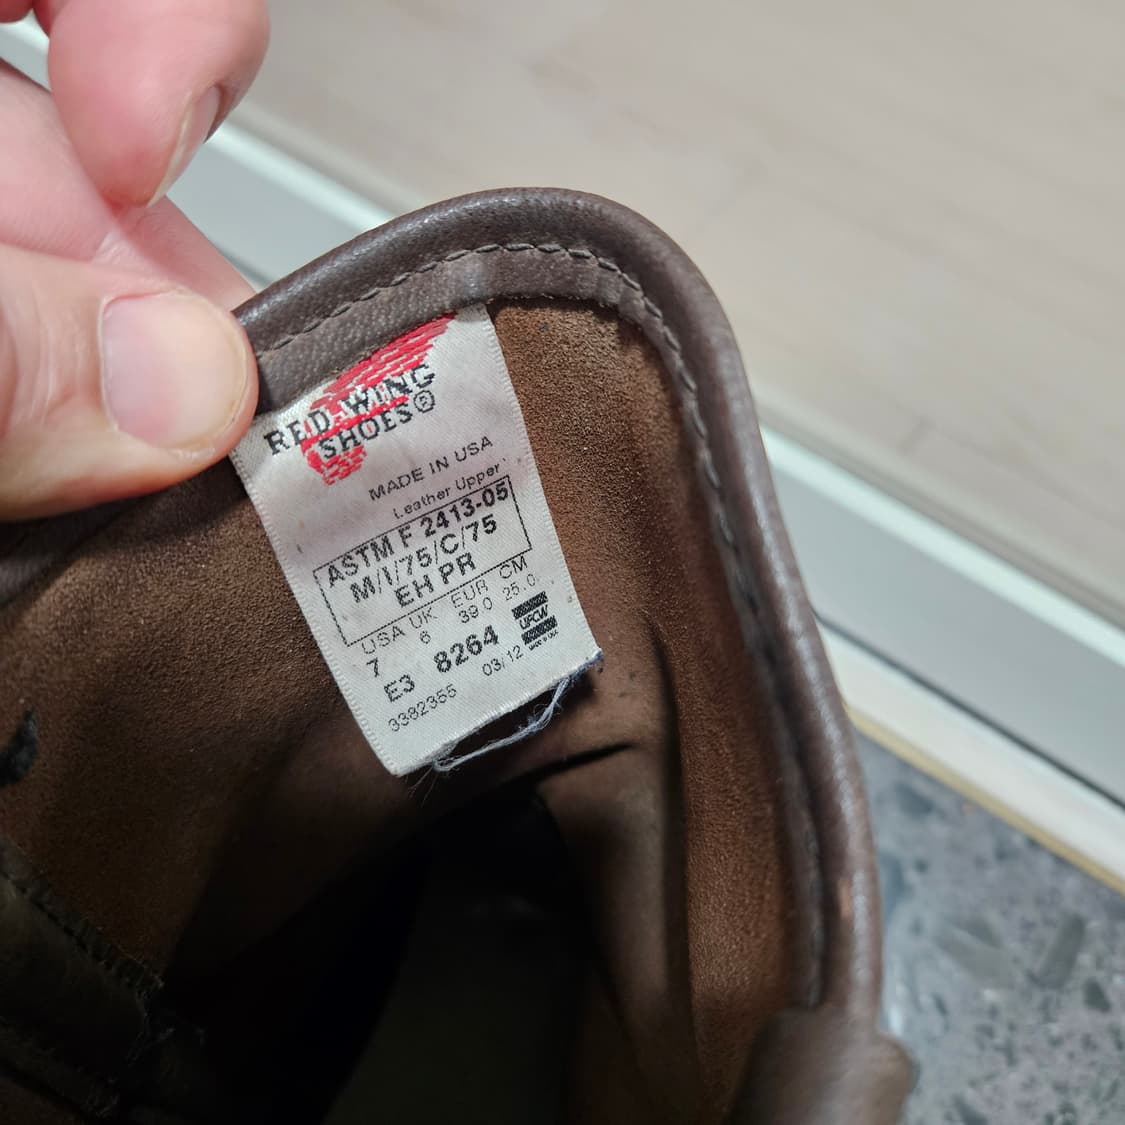 RED WING
SHOES®
MADE IN USA
Leather Upper
ASTM F 2413-05
M/I/75/C/75
EH PR
USA UK EUR CM
7 6 39.0 25.0
E3 8264 UFCW
3382355 03/12